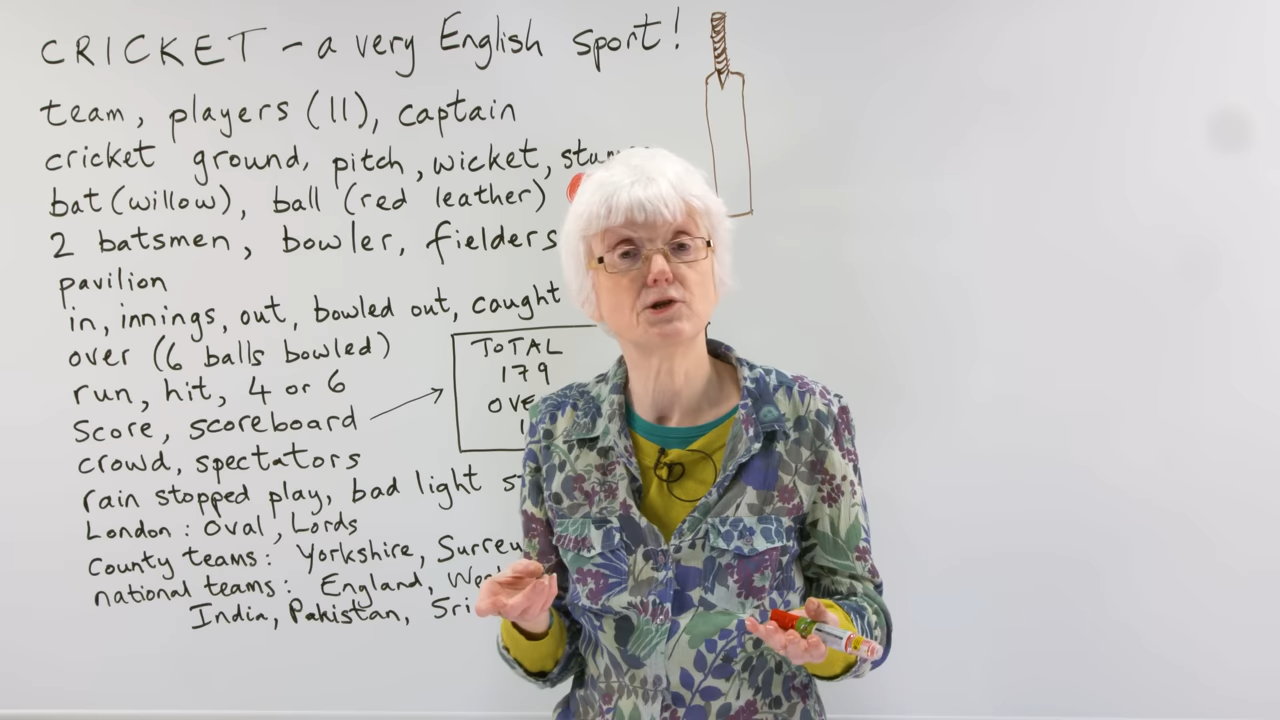 CRICKET - a very English sport!
team, players (11), captain
cricket ground, pitch, wicket,
bat (willow), ball (red leather)
2 batsmen, bowler, fielders
pavilion
in, innings, out, bowled out, caught
over (6 balls bowled)
run, hit, 4 or 6
Score, scoreboard
TOTAL
179
crowd, spectators
rain stopped play, bad light
London: Oval, Lords
County teams: Yorkshire,
national teams: England,
India, Pakistan,